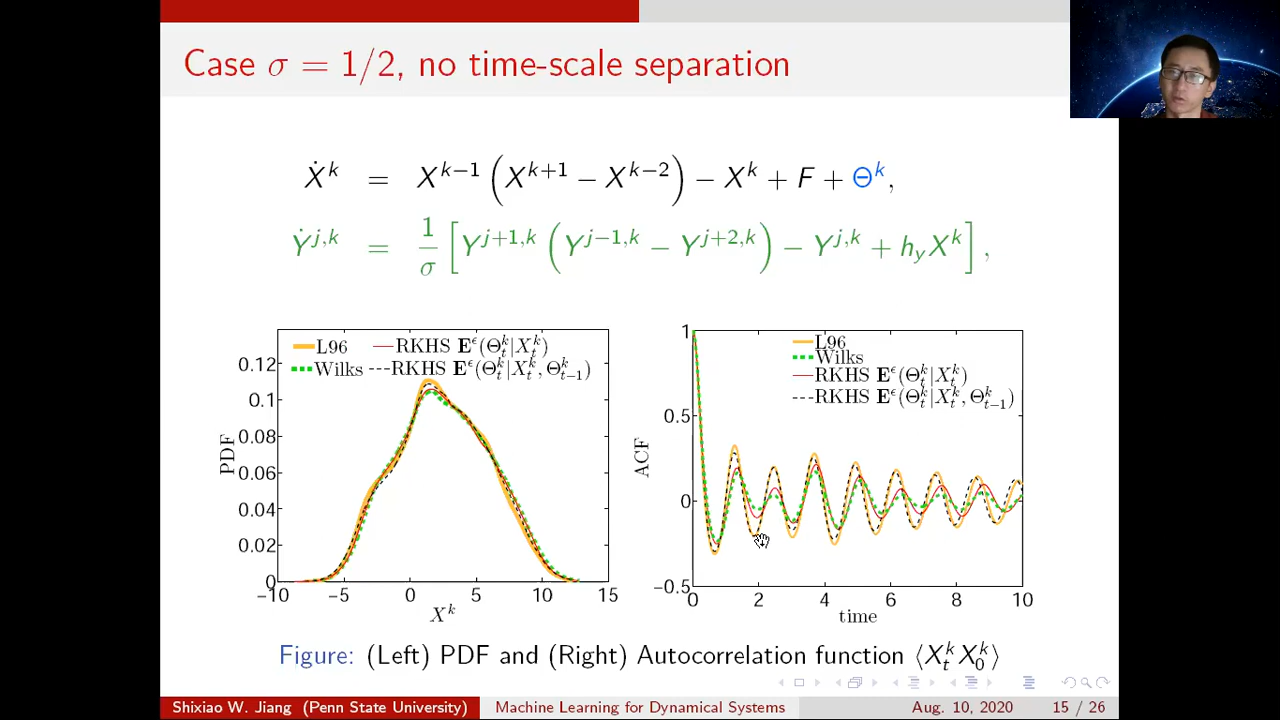 Case σ = 1/2, no time-scale separation
Ẋ^k = X^{k−1} (X^{k+1} − X^{k−2}) − X^k + F + Θ^k,
Ẏ^{j,k} = 1/σ [Y^{j+1,k} (Y^{j−1,k} − Y^{j+2,k}) − Y^{j,k} + h_y X^k],
L96
RKHS E^ϵ(Θ_t^k|X_t^k)
Wilks
RKHS E^ϵ(Θ_t^k|X_t^k, Θ_{t−1}^k)
PDF
0.12
0.1
0.08
0.06
0.04
0.02
0
−10 −5 0 5 10 15
X^k
L96
Wilks
RKHS E^ϵ(Θ_t^k|X_t^k)
RKHS E^ϵ(Θ_t^k|X_t^k, Θ_{t−1}^k)
ACF
1
0.5
0
−0.5
0 2 4 6 8 10
time
Figure: (Left) PDF and (Right) Autocorrelation function ⟨X_t^k X_0^k⟩
Shixiao W. Jiang (Penn State University) Machine Learning for Dynamical Systems Aug. 10, 2020 15 / 26